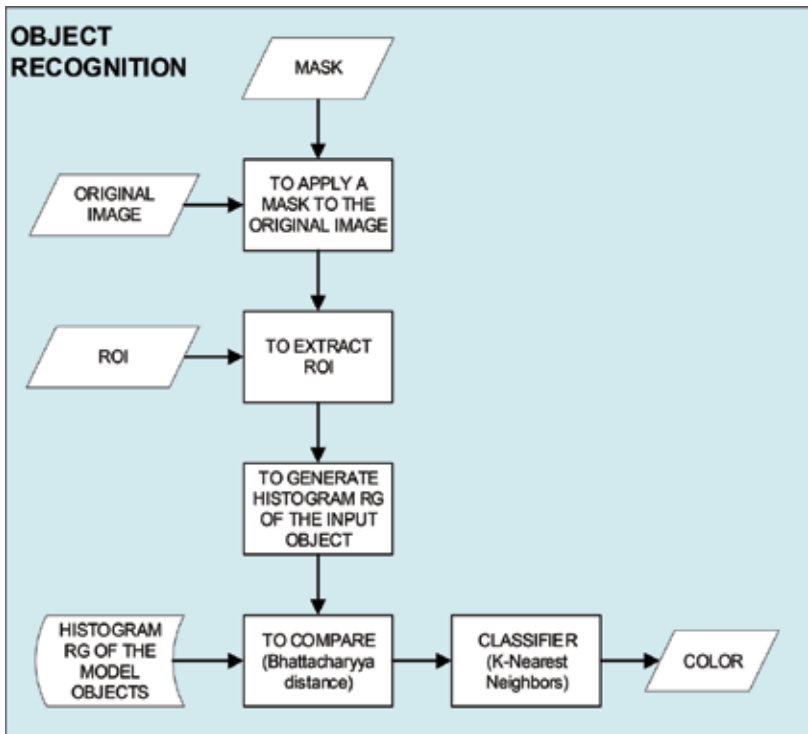 OBJECT
RECOGNITION
MASK
ORIGINAL
IMAGE
TO APPLY A
MASK TO THE
ORIGINAL IMAGE
ROI
TO EXTRACT
ROI
TO GENERATE
HISTOGRAM RG
OF THE INPUT
OBJECT
HISTOGRAM
RG OF THE
MODEL
OBJECTS
TO COMPARE
(Bhattacharyya
distance)
CLASSIFIER
(K-Nearest
Neighbors)
COLOR